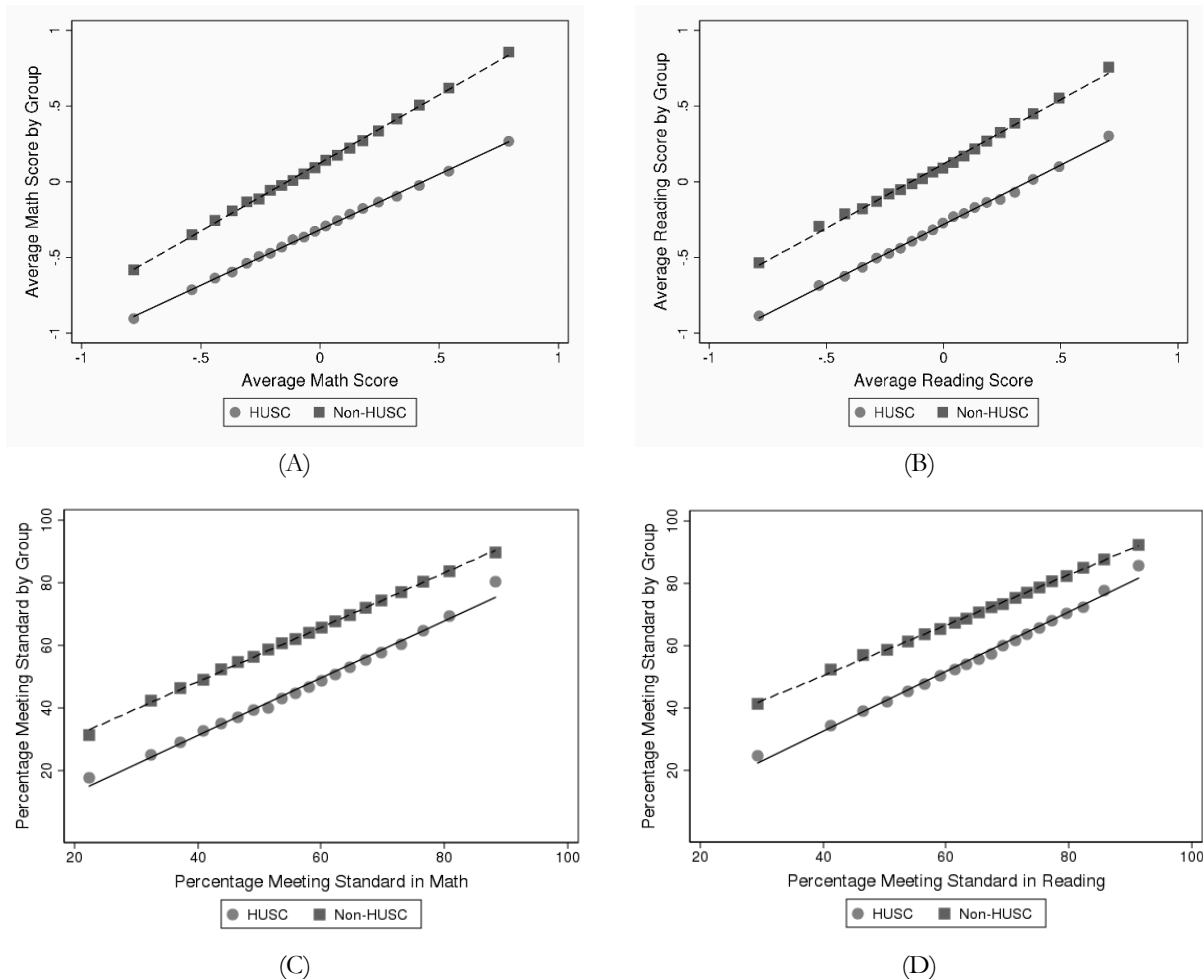 Average Math Score by Group
1
.5
0
-.5
-1
-1 -.5 0 .5 1
Average Math Score
HUSC Non-HUSC
(A)
Average Reading Score by Group
1
.5
0
-.5
-1
-1 -.5 0 .5 1
Average Reading Score
HUSC Non-HUSC
(B)
Percentage Meeting Standard by Group
100
80
60
40
20
20 40 60 80 100
Percentage Meeting Standard in Math
HUSC Non-HUSC
(C)
Percentage Meeting Standard by Group
100
80
60
40
20
20 40 60 80 100
Percentage Meeting Standard in Reading
HUSC Non-HUSC
(D)